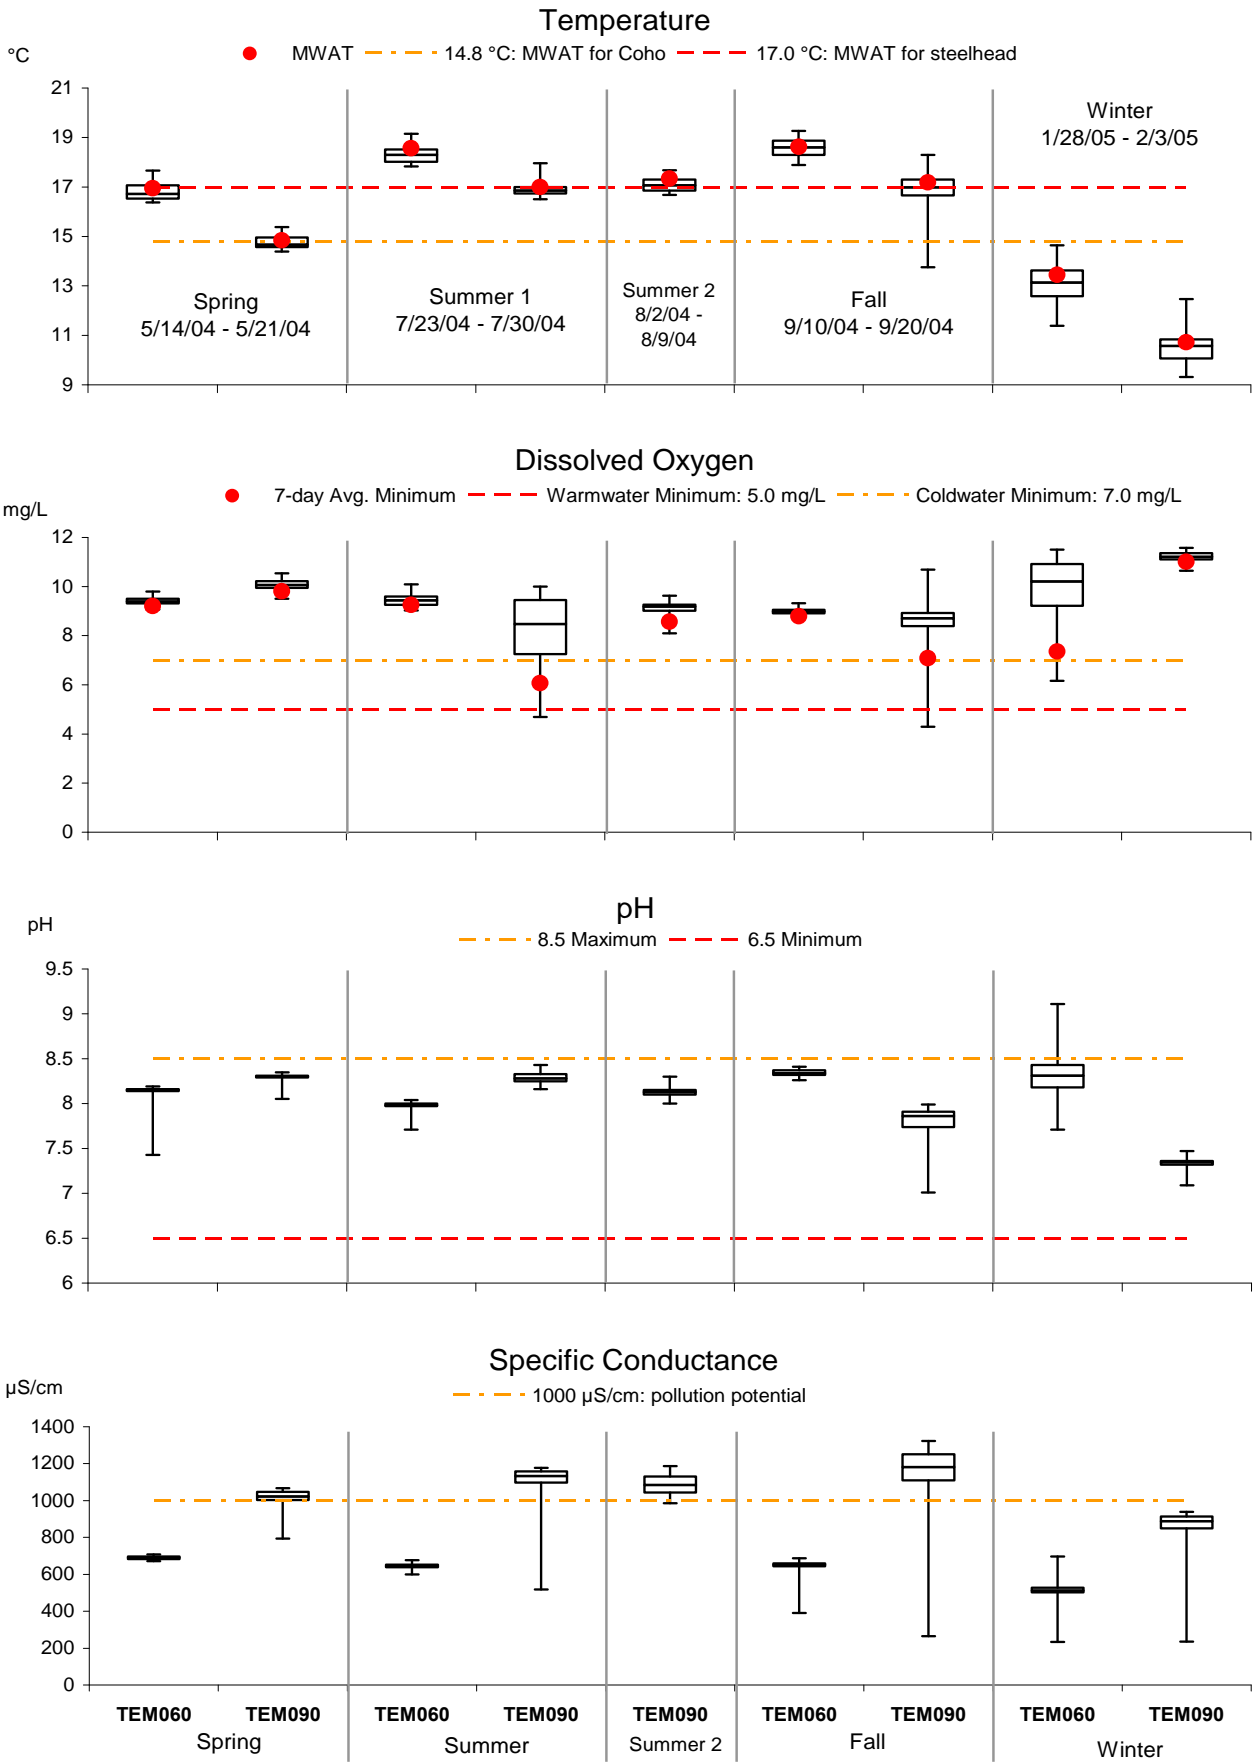 Temperature
°C
MWAT 14.8 °C: MWAT for Coho 17.0 °C: MWAT for steelhead
21
19
17
15
13
11
9
Spring
5/14/04 - 5/21/04
Summer 1
7/23/04 - 7/30/04
Summer 2
8/2/04 -
8/9/04
Fall
9/10/04 - 9/20/04
Winter
1/28/05 - 2/3/05
Dissolved Oxygen
mg/L
7-day Avg. Minimum Warmwater Minimum: 5.0 mg/L Coldwater Minimum: 7.0 mg/L
12
10
8
6
4
2
0
pH
pH
8.5 Maximum 6.5 Minimum
9.5
9
8.5
8
7.5
7
6.5
6
Specific Conductance
µS/cm
1000 µS/cm: pollution potential
1400
1200
1000
800
600
400
200
0
TEM060 TEM090 TEM060 TEM090 TEM090 TEM060 TEM090 TEM060 TEM090
Spring Summer Summer 2 Fall Winter